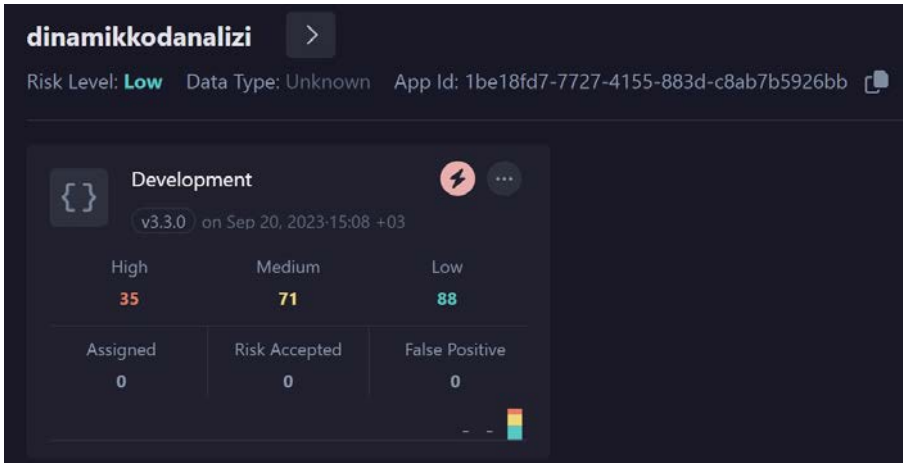 dinamikkodanalizi
Risk Level: Low Data Type: Unknown App Id: 1be18fd7-7727-4155-883d-c8ab7b5926bb
Development
v3.3.0 on Sep 20, 2023-15:08 +03
High Medium Low
35 71 88
Assigned Risk Accepted False Positive
0 0 0
- -